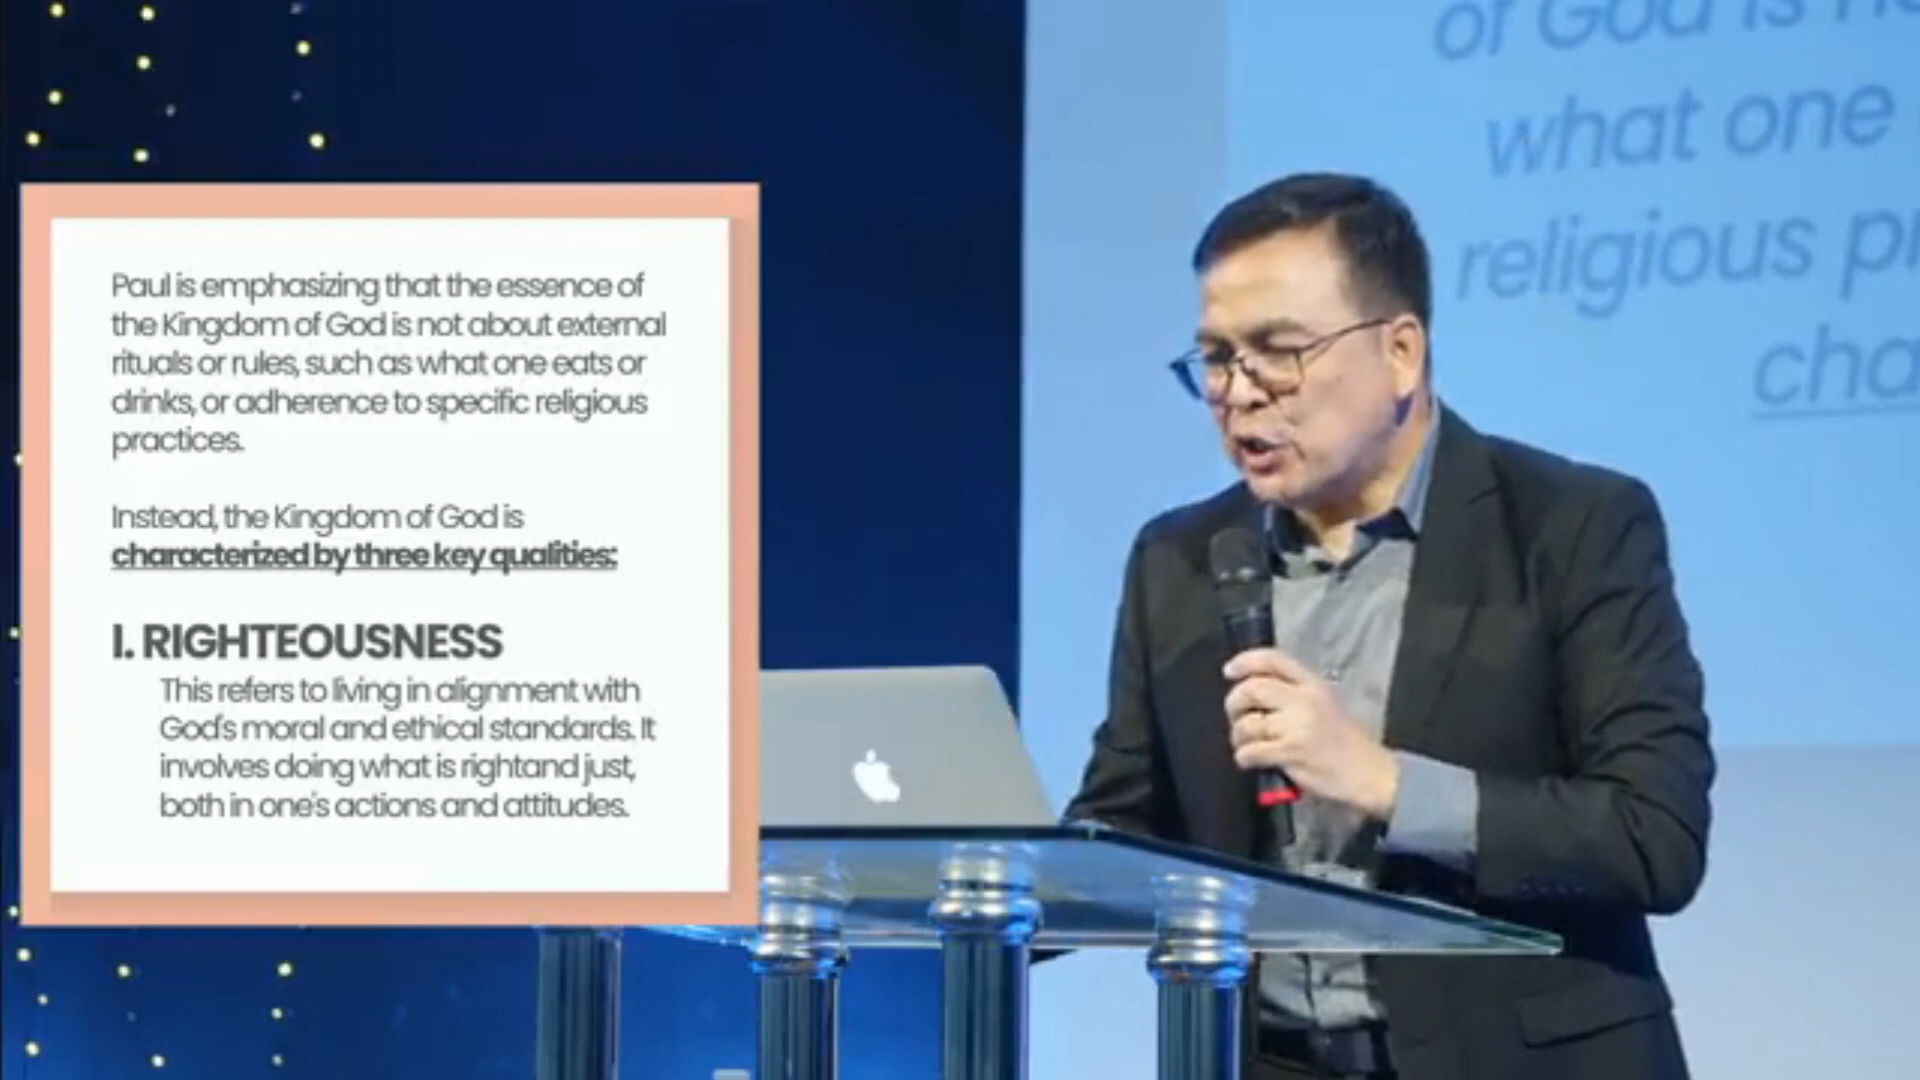 Paul is emphasizing that the essence of
the Kingdom of God is not about external
rituals or rules, such as what one eats or
drinks, or adherence to specific religious
practices.
Instead, the Kingdom of God is
characterized by three key qualities:
I. RIGHTEOUSNESS
This refers to living in alignment with
God's moral and ethical standards. It
involves doing what is rightand just,
both in one's actions and attitudes.
of God is
what one
religious